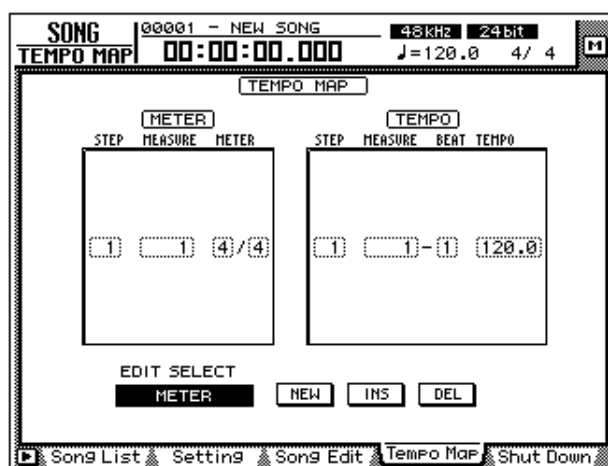 SONG
TEMPO MAP
00001 - NEW SONG
00:00:00.000
48kHz 24bit
♩=120.0 4/ 4
M
TEMPO MAP
METER
STEP MEASURE METER
1 1 4/4
TEMPO
STEP MEASURE BEAT TEMPO
1 1-1 120.0
EDIT SELECT
METER
NEW INS DEL
Song List Setting Song Edit Tempo Map Shut Down